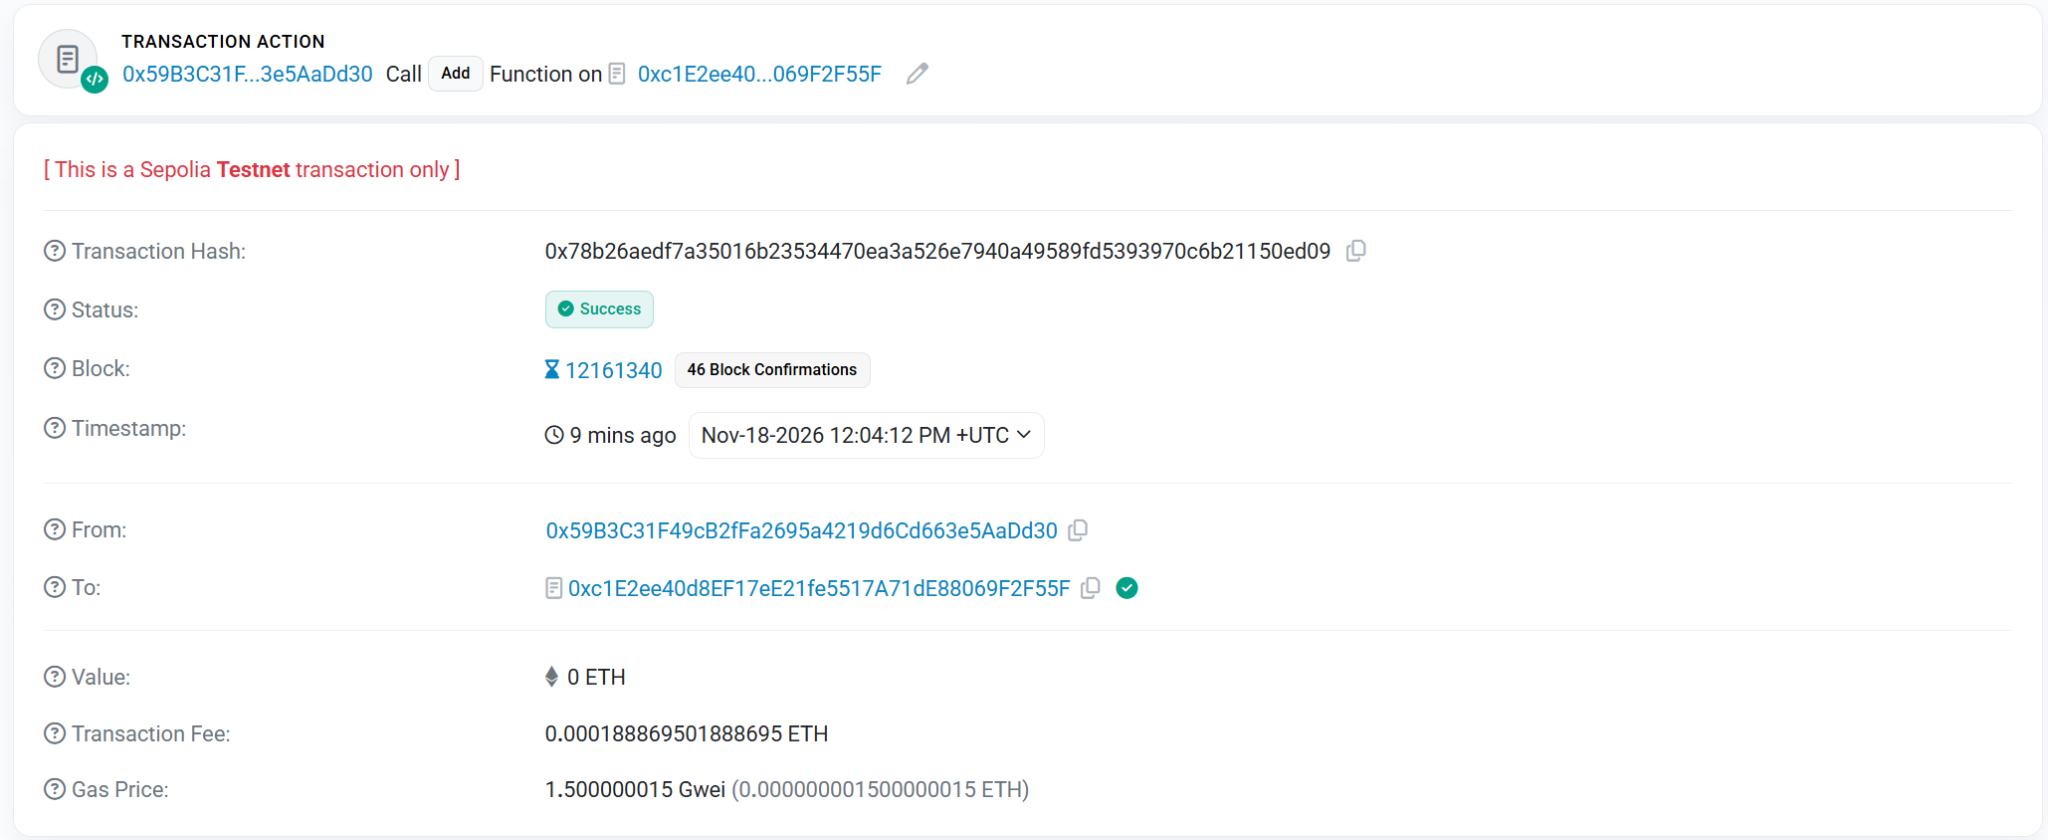 TRANSACTION ACTION
0x59B3C31F...3e5AaDd30 Call Add Function on 0xc1E2ee40...069F2F55F
[ This is a Sepolia Testnet transaction only ]
Transaction Hash: 0x78b26aedf7a35016b23534470ea3a526e7940a49589fd5393970c6b21150ed09
Status: Success
Block: 12161340 46 Block Confirmations
Timestamp: 9 mins ago Nov-18-2026 12:04:12 PM +UTC
From: 0x59B3C31F49cB2fFa2695a4219d6Cd663e5AaDd30
To: 0xc1E2ee40d8EF17eE21fe5517A71dE88069F2F55F
Value: 0 ETH
Transaction Fee: 0.000188869501888695 ETH
Gas Price: 1.500000015 Gwei (0.000000001500000015 ETH)